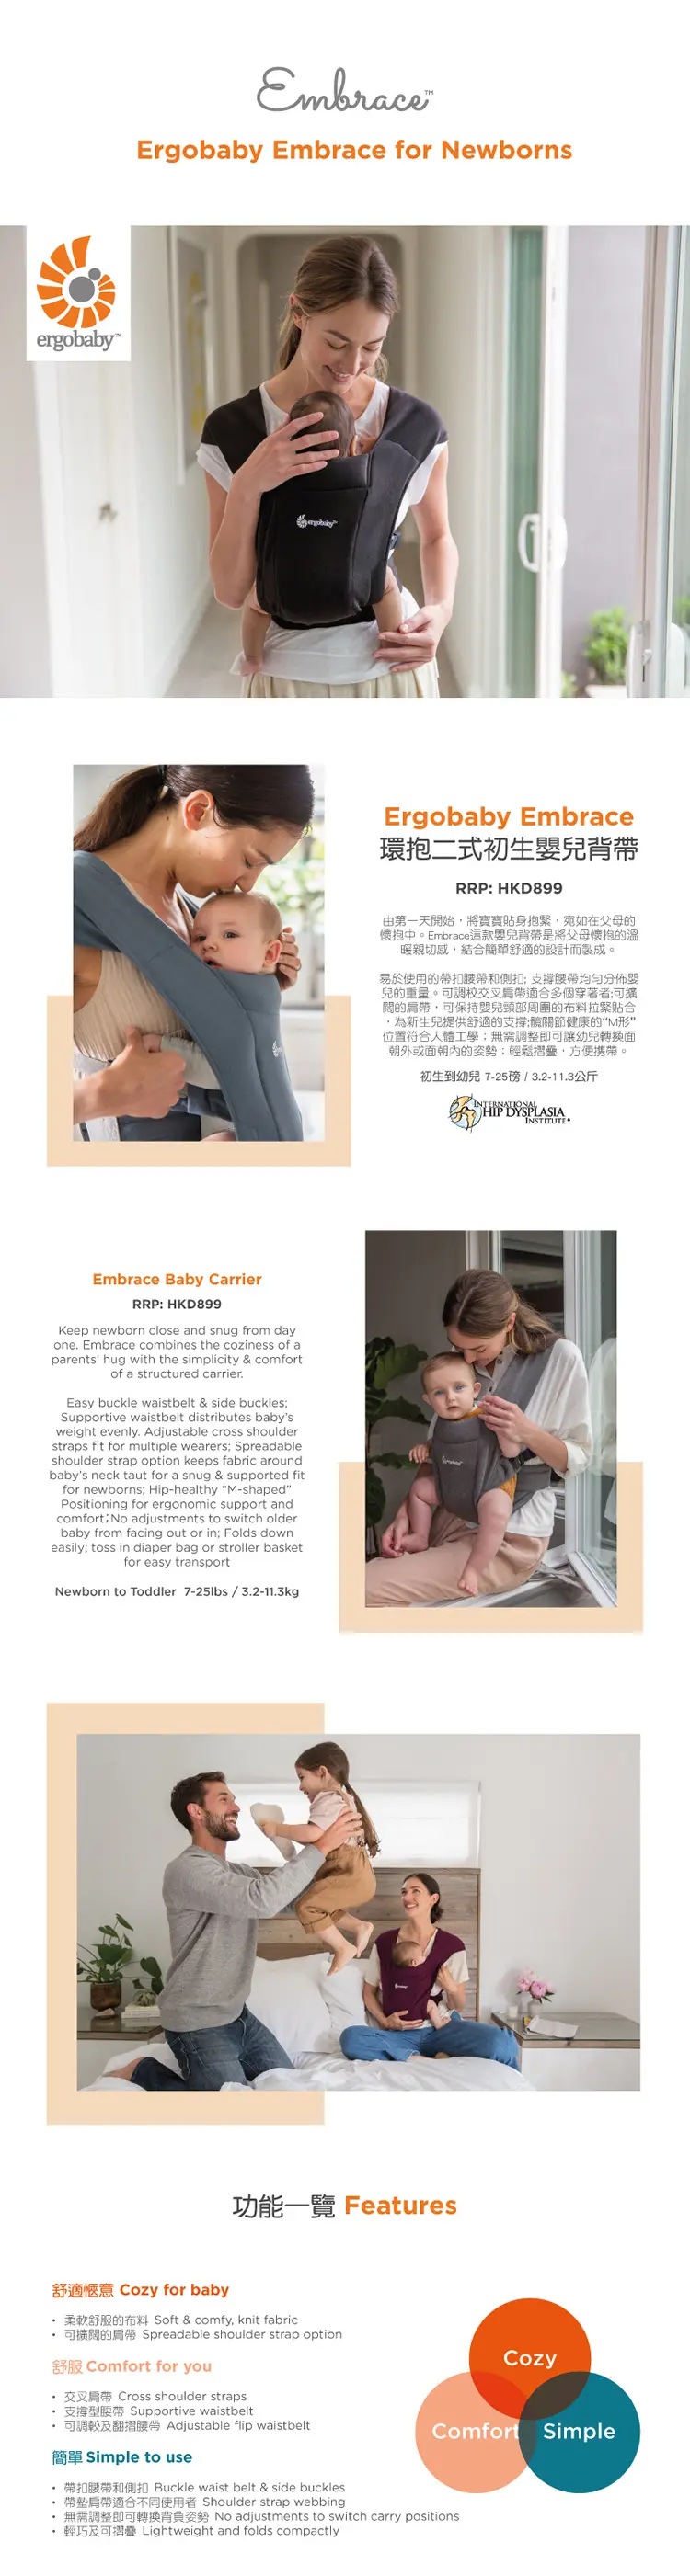 Embrace™
Ergobaby Embrace for Newborns
ergobaby™
ergobaby™
Ergobaby Embrace
環抱二式初生嬰兒背帶
RRP: HKD899
由第一天開始，將寶寶貼身抱緊，宛如在父母的
懷抱中。Embrace這款嬰兒背帶是將父母懷抱的溫
暖親切感，結合簡單舒適的設計而製成。
易於使用的帶扣腰帶和側扣; 支撐腰帶均勻分佈嬰
兒的重量。可調校交叉肩帶適合多個穿著者;可擴
闊的肩帶，可保持嬰兒頸部周圍的布料拉緊貼合
，為新生兒提供舒適的支撐;髖關節健康的“M形”
位置符合人體工學；無需調整即可讓幼兒轉換面
朝外或面朝內的姿勢；輕鬆摺疊，方便携帶。
初生到幼兒 7-25磅 / 3.2-11.3公斤
INTERNATIONAL
HIP DYSPLASIA
INSTITUTE
Embrace Baby Carrier
RRP: HKD899
Keep newborn close and snug from day
one. Embrace combines the coziness of a
parents’ hug with the simplicity & comfort
of a structured carrier.
Easy buckle waistbelt & side buckles;
Supportive waistbelt distributes baby’s
weight evenly. Adjustable cross shoulder
straps fit for multiple wearers; Spreadable
shoulder strap option keeps fabric around
baby’s neck taut for a snug & supported fit
for newborns; Hip-healthy “M-shaped”
Positioning for ergonomic support and
comfort；No adjustments to switch older
baby from facing out or in; Folds down
easily; toss in diaper bag or stroller basket
for easy transport
Newborn to Toddler 7-25lbs / 3.2-11.3kg
功能一覽 Features
舒適愜意 Cozy for baby
• 柔軟舒服的布料 Soft & comfy, knit fabric
• 可擴闊的肩帶 Spreadable shoulder strap option
舒服 Comfort for you
• 交叉肩帶 Cross shoulder straps
• 支撐型腰帶 Supportive waistbelt
• 可調較及翻摺腰帶 Adjustable flip waistbelt
簡單 Simple to use
• 帶扣腰帶和側扣 Buckle waist belt & side buckles
• 帶墊肩帶適合不同使用者 Shoulder strap webbing
• 無需調整即可轉換背負姿勢 No adjustments to switch carry positions
• 輕巧及可摺疊 Lightweight and folds compactly
Cozy
Comfort
Simple